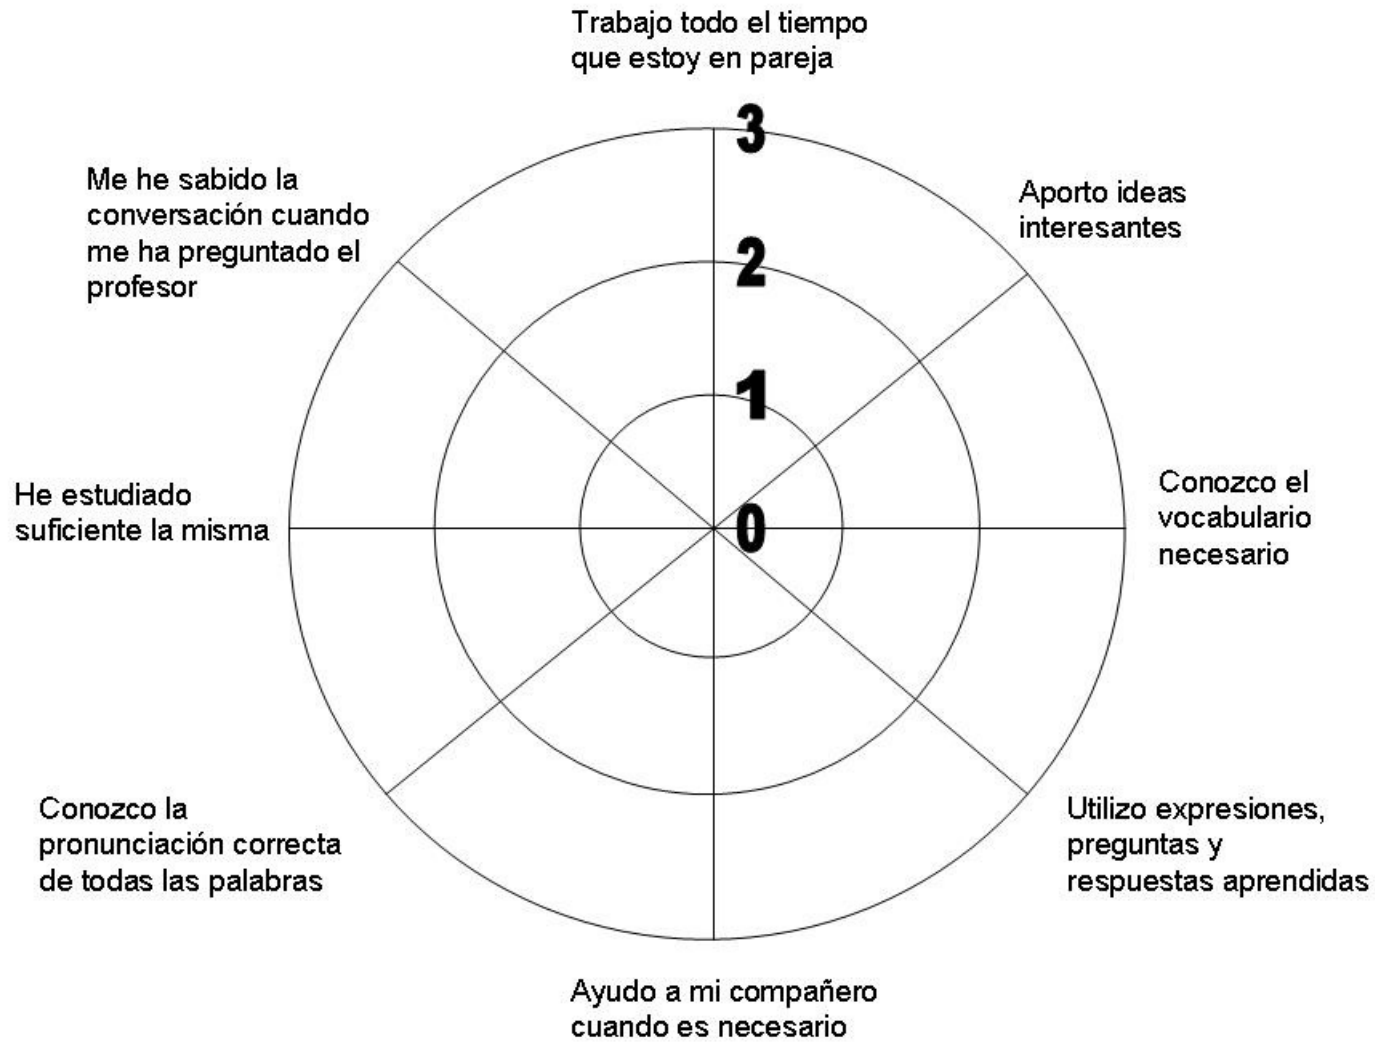 Trabajo todo el tiempo
que estoy en pareja
3
Me he sabido la
conversación cuando
me ha preguntado el
profesor
Aporto ideas
interesantes
2
1
He estudiado
suficiente la misma
0
Conozco el
vocabulario
necesario
Conozco la
pronunciación correcta
de todas las palabras
Utilizo expresiones,
preguntas y
respuestas aprendidas
Ayudo a mi compañero
cuando es necesario